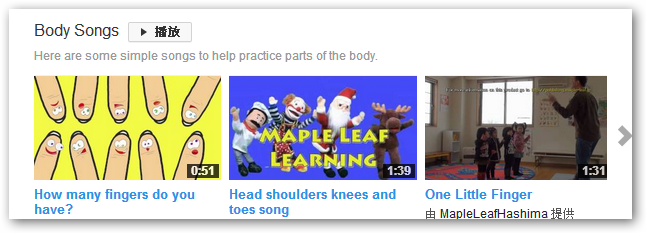 Body Songs
播放
Here are some simple songs to help practice parts of the body.
MAPLE LEAF
LEARNING
0:51
1:39
1:31
How many fingers do you
have?
Head shoulders knees and
toes song
One Little Finger
由 MapleLeafHashima 提供